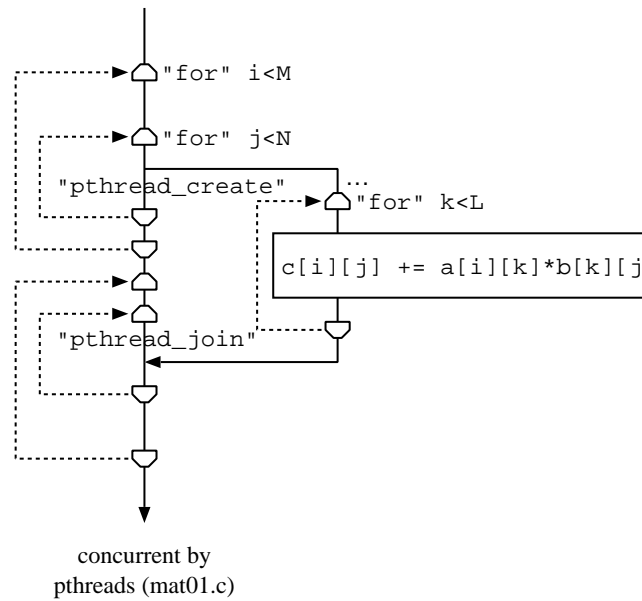 "for" i<M
"for" j<N
"pthread_create"
...
"for" k<L
c[i][j] += a[i][k]*b[k][j
"pthread_join"
concurrent by
pthreads (mat01.c)